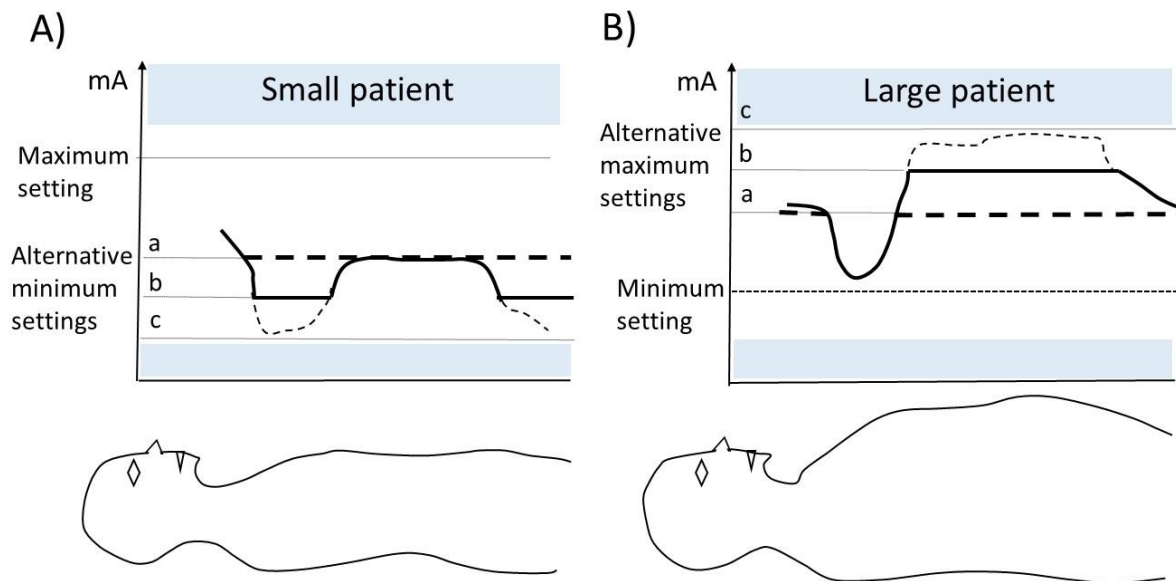 A)
mA
Small patient
Maximum
setting
Alternative
minimum
settings
a
b
c
B)
mA
Large patient
Alternative
maximum
settings
c
b
a
Minimum
setting